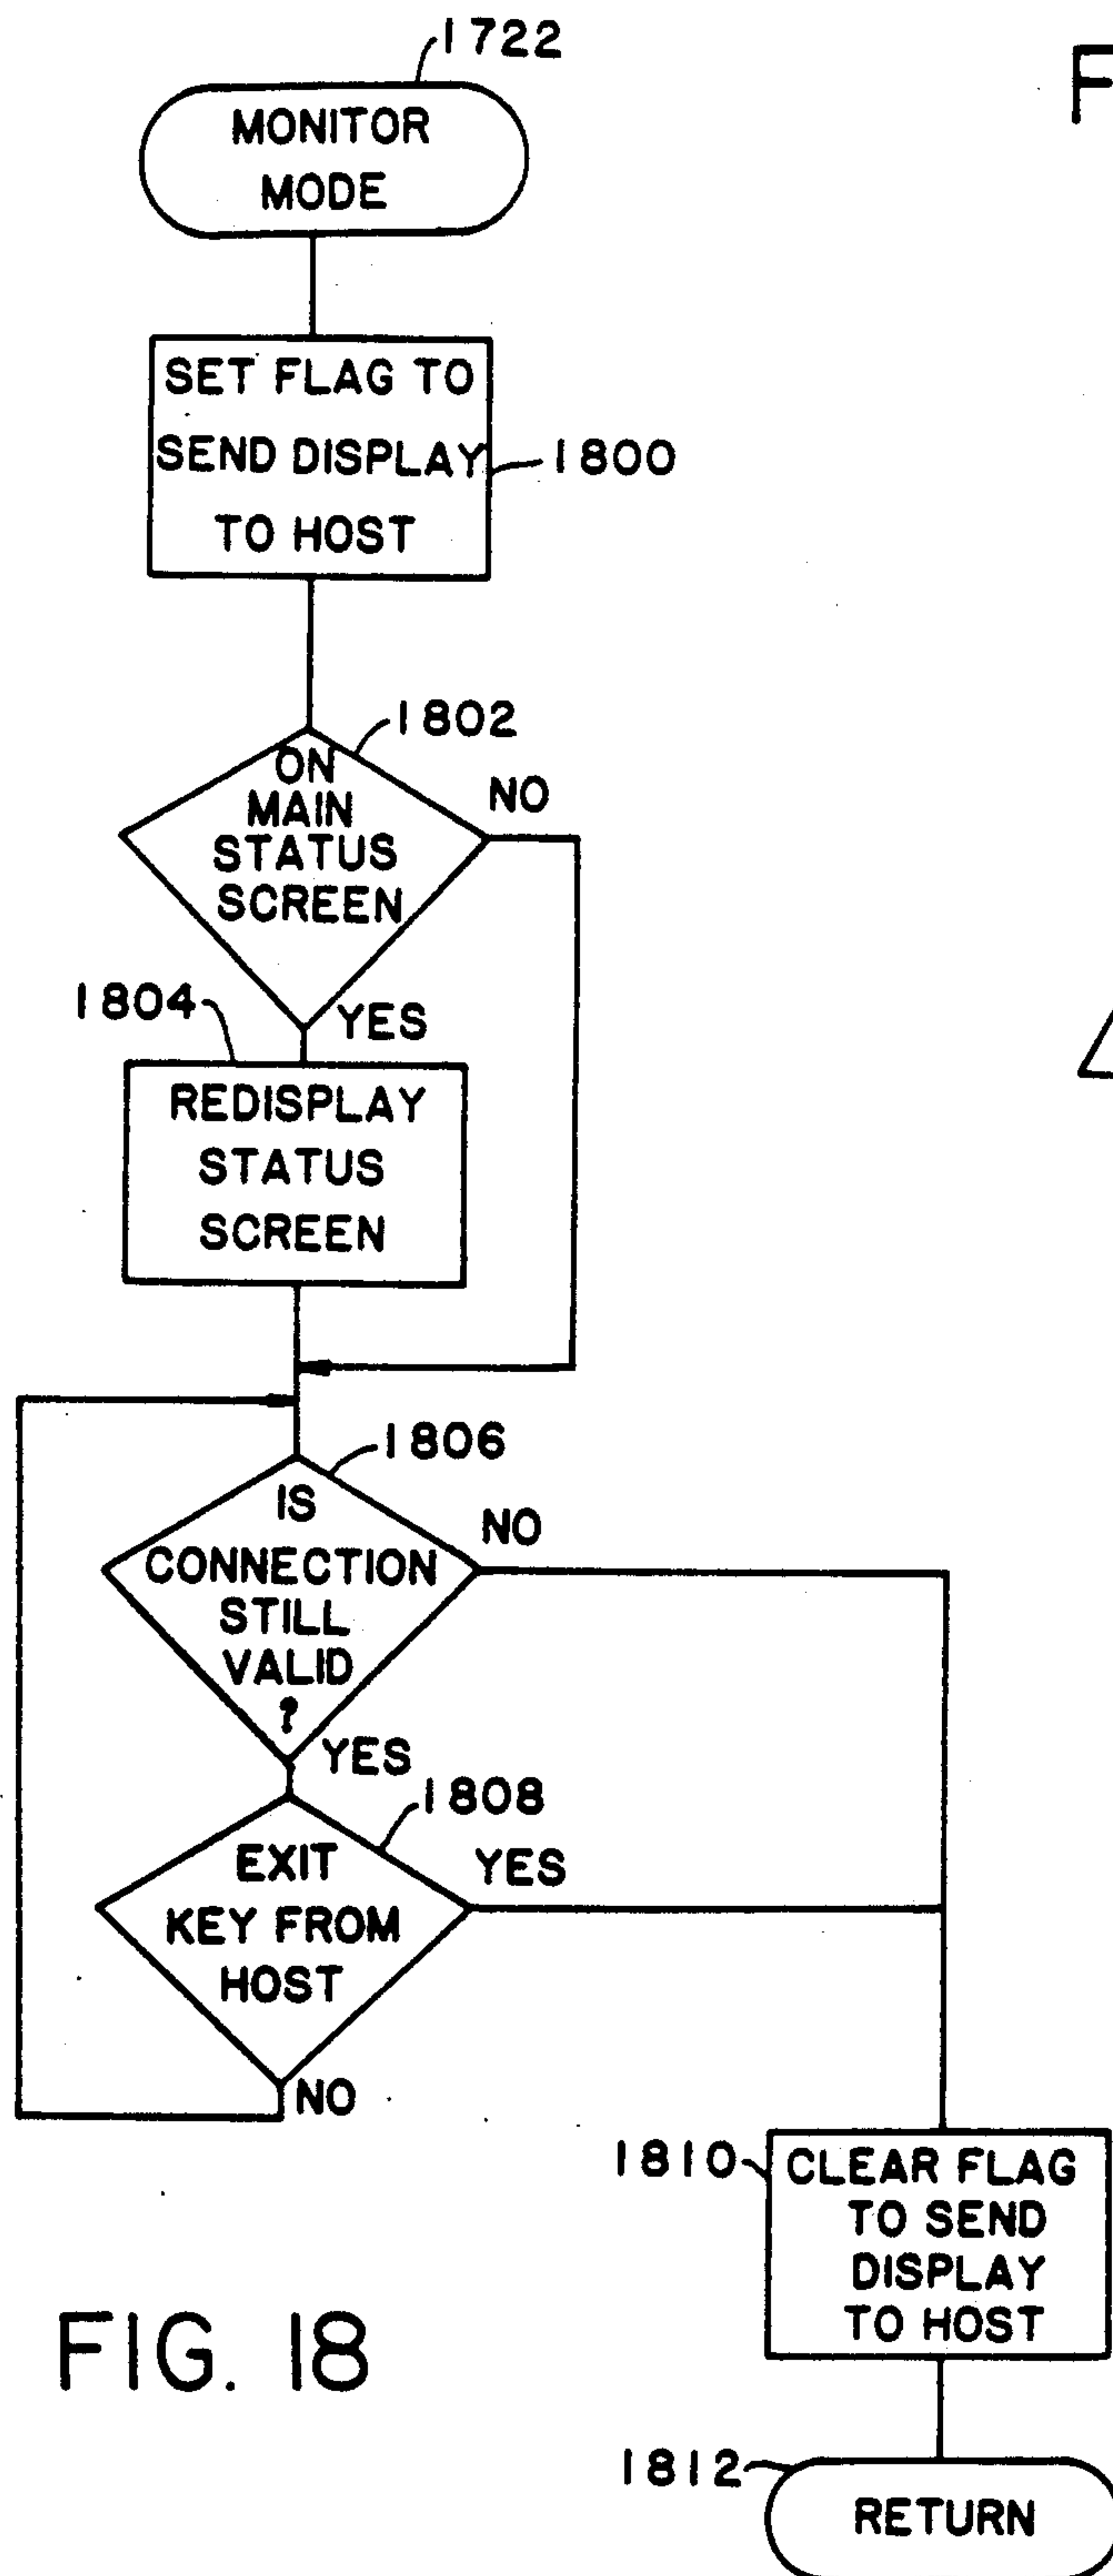 1722
MONITOR
MODE
SET FLAG TO
SEND DISPLAY
TO HOST
1800
1802
ON
MAIN
STATUS
SCREEN
NO
YES
1804
REDISPLAY
STATUS
SCREEN
1806
IS
CONNECTION
STILL
VALID
?
NO
YES
1808
EXIT
KEY FROM
HOST
YES
NO
1810
CLEAR FLAG
TO SEND
DISPLAY
TO HOST
1812
RETURN
FIG. 18
F